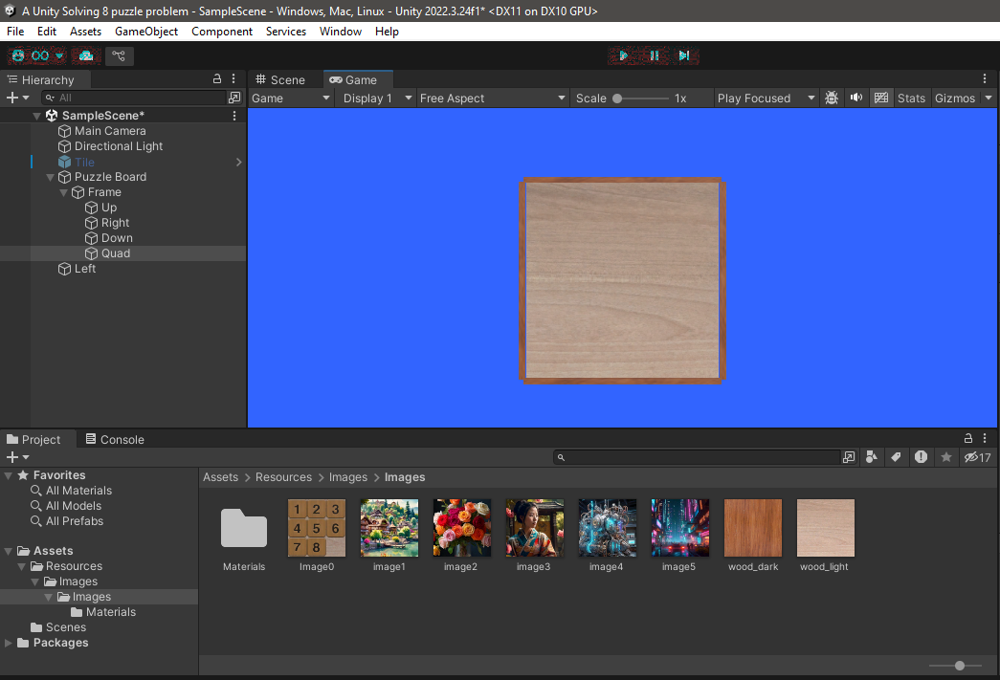 A Unity Solving 8 puzzle problem - SampleScene - Windows, Mac, Linux - Unity 2022.3.24f1* <DX11 on DX10 GPU>
File Edit Assets GameObject Component Services Window Help
Hierarchy
All
SampleScene*
Main Camera
Directional Light
Tile
Puzzle Board
Frame
Up
Right
Down
Quad
Left
Scene Game
Game Display 1 Free Aspect Scale 1x Play Focused Stats Gizmos
Project Console
17
Favorites
All Materials
All Models
All Prefabs
Assets
Resources
Images
Images
Materials
Scenes
Packages
Assets > Resources > Images > Images
1 2 3
4 5 6
7 8
Materials Image0 image1 image2 image3 image4 image5 wood_dark wood_light